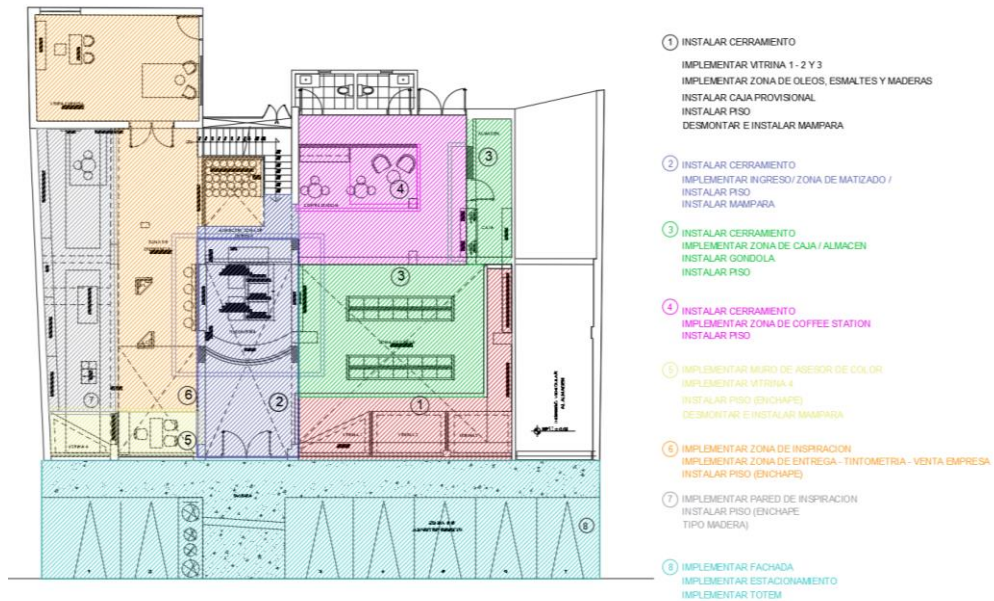 ① INSTALAR CERRAMIENTO
IMPLEMENTAR VITRINA 1 - 2 Y 3
IMPLEMENTAR ZONA DE OLEOS, ESMALTES Y MADERAS
INSTALAR CAJA PROVISIONAL
INSTALAR PISO
DESMONTAR E INSTALAR MAMPARA
② INSTALAR CERRAMIENTO
IMPLEMENTAR INGRESO/ ZONA DE MATIZADO /
INSTALAR PISO
INSTALAR MAMPARA
③ INSTALAR CERRAMIENTO
IMPLEMENTAR ZONA DE CAJA / ALMACEN
INSTALAR GONDOLA
INSTALAR PISO
④ INSTALAR CERRAMIENTO
IMPLEMENTAR ZONA DE COFFEE STATION
INSTALAR PISO
⑤ IMPLEMENTAR MURO DE ASESOR DE COLOR
IMPLEMENTAR VITRINA 4
INSTALAR PISO (ENCHAPE)
DESMONTAR E INSTALAR MAMPARA
⑥ IMPLEMENTAR ZONA DE INSPIRACION
IMPLEMENTAR ZONA DE ENTREGA - TINTOMETRIA - VENTA EMPRESA
INSTALAR PISO (ENCHAPE)
⑦ IMPLEMENTAR PARED DE INSPIRACION
INSTALAR PISO (ENCHAPE
TIPO MADERA)
⑧ IMPLEMENTAR FACHADA
IMPLEMENTAR ESTACIONAMIENTO
IMPLEMENTAR TOTEM
③
④
CAJA
③
⑦
⑥
②
①
⑤
⑧